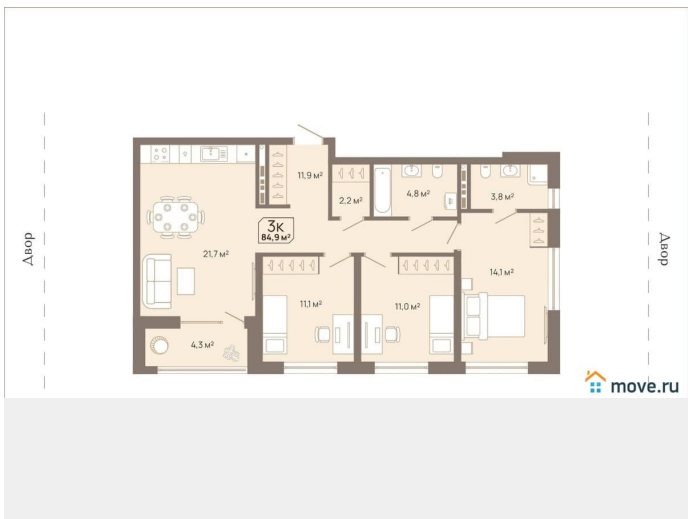 11,9 м²
2,2 м²
4,8 м²
3,8 м²
3К
84,9 м²
21,7 м²
Двор
Двор
14,1 м²
11,1 м²
11,0 м²
4,3 м²
move.ru